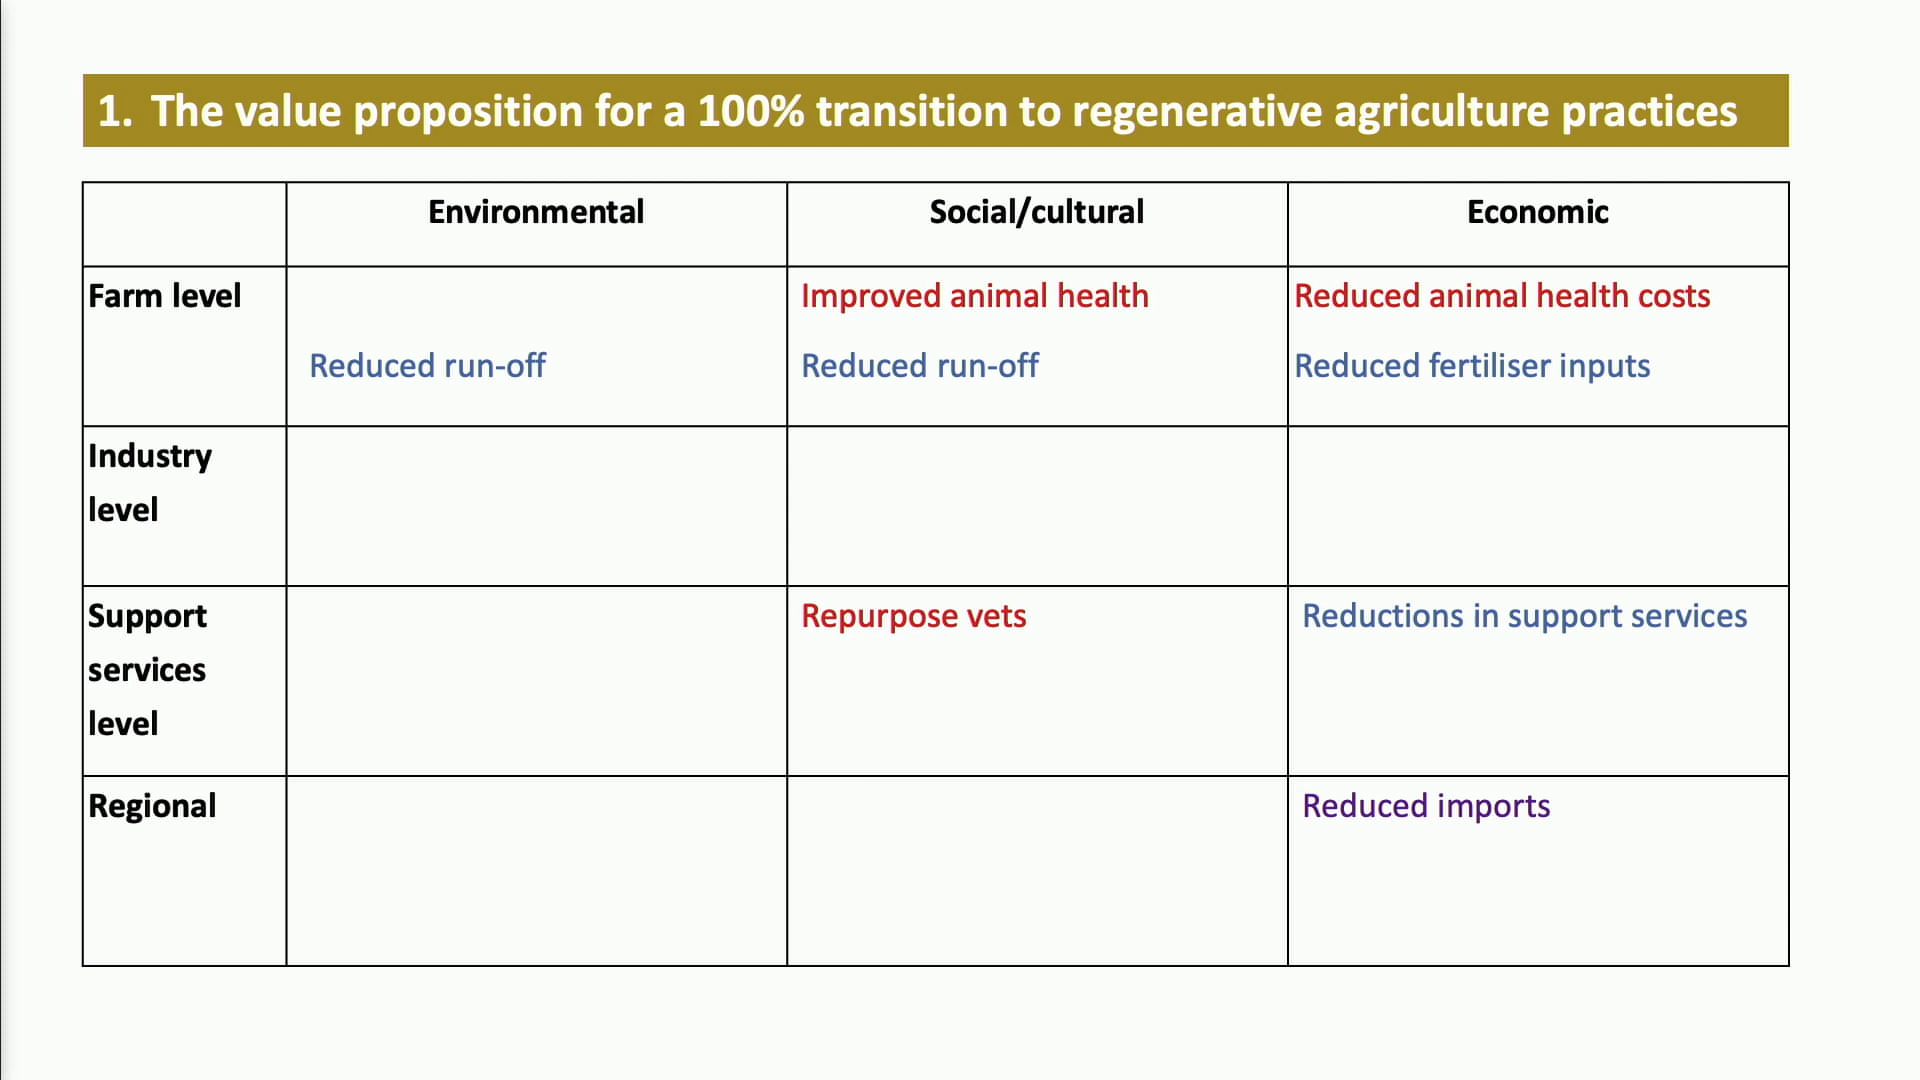 1. The value proposition for a 100% transition to regenerative agriculture practices
Environmental
Social/cultural
Economic
Farm level
Improved animal health
Reduced animal health costs
Reduced run-off
Reduced run-off
Reduced fertiliser inputs
Industry
level
Support
services
level
Repurpose vets
Reductions in support services
Regional
Reduced imports